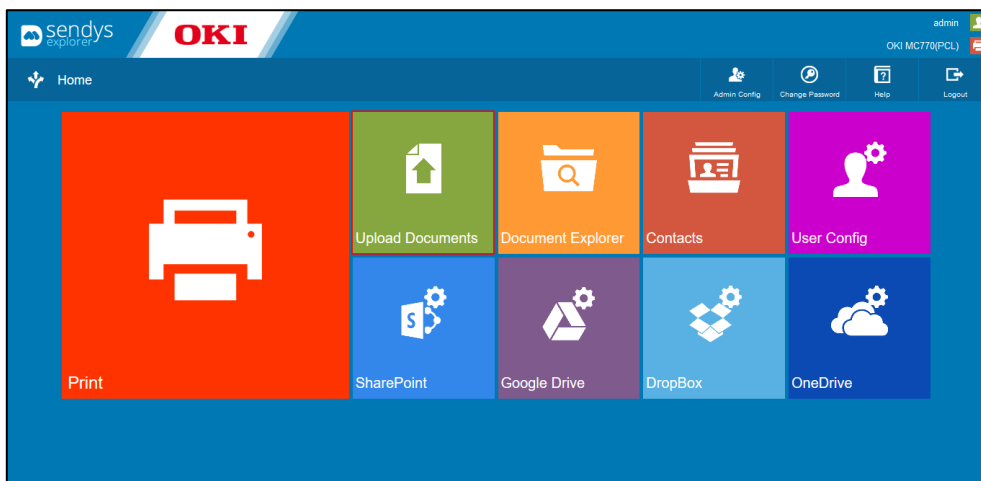 sendys
explorer
OKI
admin
OKI MC770(PCL)
Home
Admin Config
Change Password
?
Help
Logout
Upload Documents
Document Explorer
Contacts
User Config
Print
S
SharePoint
Google Drive
DropBox
OneDrive